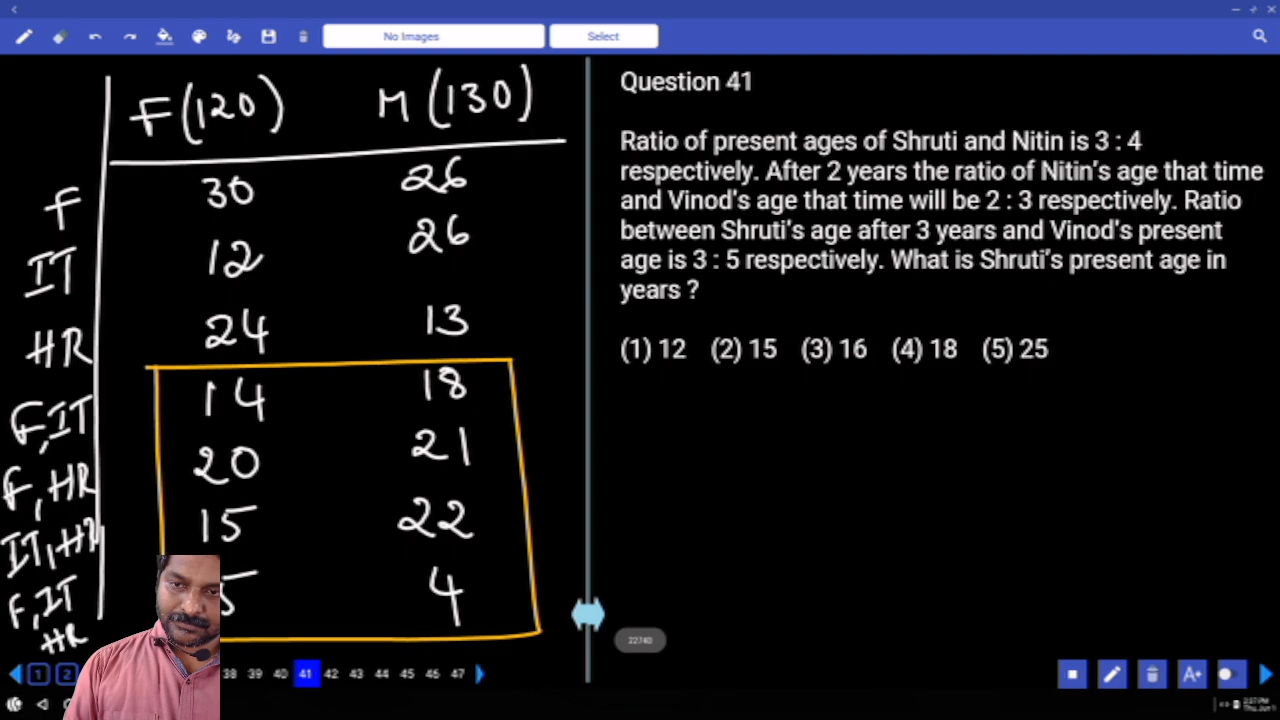 No Images
Select
F(120) M(130)
F 30 26
IT 12 26
HR 24 13
F,IT 14 18
F,HR 20 21
IT,HR 15 22
F,IT HR 5 4
Question 41
Ratio of present ages of Shruti and Nitin is 3 : 4
respectively. After 2 years the ratio of Nitin's age that time
and Vinod's age that time will be 2 : 3 respectively. Ratio
between Shruti's age after 3 years and Vinod's present
age is 3 : 5 respectively. What is Shruti's present age in
years ?
(1) 12 (2) 15 (3) 16 (4) 18 (5) 25
22740
1 2 38 39 40 41 42 43 44 45 46 47
A+